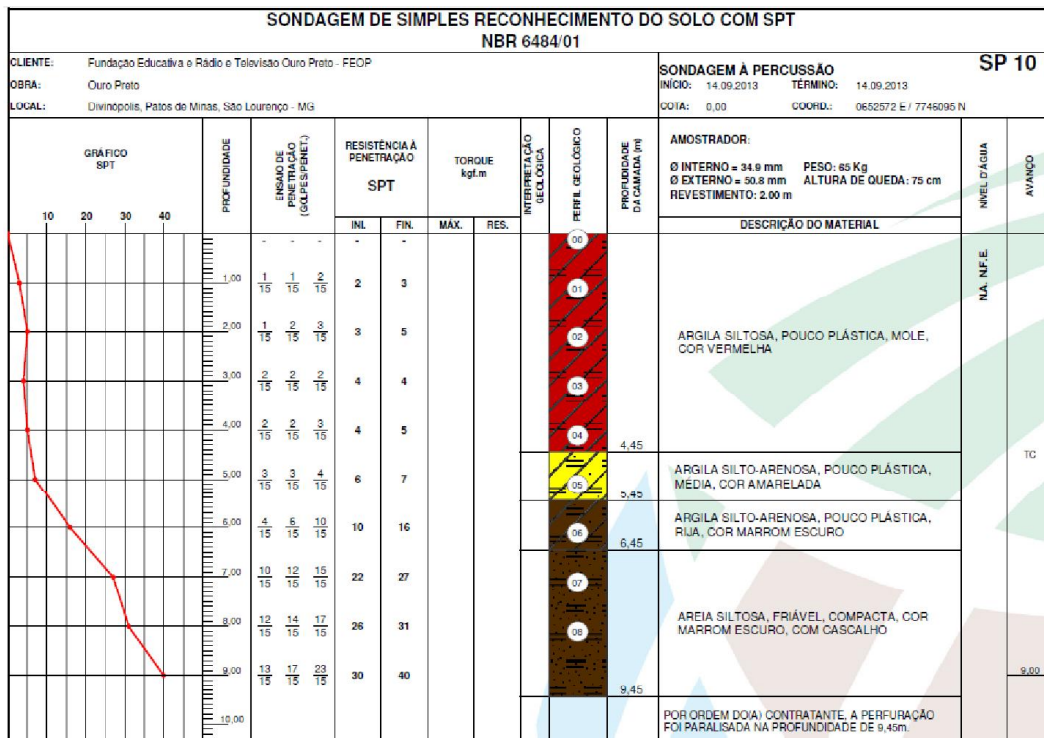 SONDAGEM DE SIMPLES RECONHECIMENTO DO SOLO COM SPT
NBR 6484/01
CLIENTE: Fundação Educativa e Rádio e Televisão Ouro Preto - FEOP
OBRA: Ouro Preto
LOCAL: Divinópolis, Patos de Minas, São Lourenço - MG
SP 10
SONDAGEM À PERCUSSÃO
INÍCIO: 14.09.2013 TÉRMINO: 14.09.2013
COTA: 0,00 COORD.: 0652572 E / 7746095 N
GRÁFICO
SPT
10 20 30 40
PROFUNDIDADE
ENSAIO DE
PENETRAÇÃO
(GOLPES/PENET.)
RESISTÊNCIA À
PENETRAÇÃO
SPT
INI. FIN.
TORQUE
kgf.m
MÁX. RES.
INTERPRETAÇÃO
GEOLÓGICA
PERFIL GEOLÓGICO
PROFUDIDADE
DA CAMADA (m)
AMOSTRADOR:
Ø INTERNO = 34.9 mm PESO: 65 Kg
Ø EXTERNO = 50.8 mm ALTURA DE QUEDA: 75 cm
REVESTIMENTO: 2.00 m
DESCRIÇÃO DO MATERIAL
NÍVEL D'ÁGUA
AVANÇO
- - - - - 00
1,00 1/15 1/15 2/15 2 3 01
2,00 1/15 2/15 3/15 3 5 02
3,00 2/15 2/15 2/15 4 4 03
4,00 2/15 2/15 3/15 4 5 04
5,00 3/15 3/15 4/15 6 7 05
6,00 4/15 6/15 10/15 10 16 06
7,00 10/15 12/15 15/15 22 27 07
8,00 12/15 14/15 17/15 26 31 08
9,00 13/15 17/15 23/15 30 40
10,00
4,45
5,45
6,45
9,45
ARGILA SILTOSA, POUCO PLÁSTICA, MOLE,
COR VERMELHA
ARGILA SILTO-ARENOSA, POUCO PLÁSTICA,
MÉDIA, COR AMARELADA
ARGILA SILTO-ARENOSA, POUCO PLÁSTICA,
RIJA, COR MARROM ESCURO
AREIA SILTOSA, FRIÁVEL, COMPACTA, COR
MARROM ESCURO, COM CASCALHO
POR ORDEM DO(A) CONTRATANTE, A PERFURAÇÃO
FOI PARALISADA NA PROFUNDIDADE DE 9,45m.
N.A. N.F.E.
TC
9,00